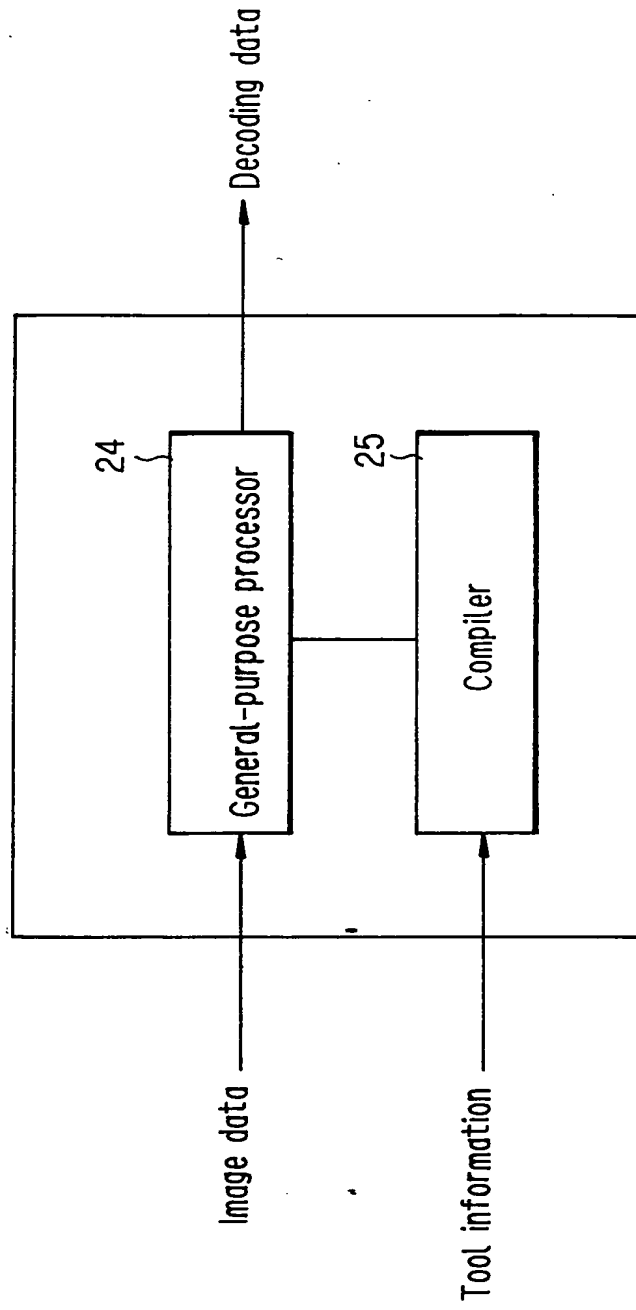 Image data
24
General-purpose processor
Decoding data
Tool information
25
Compiler